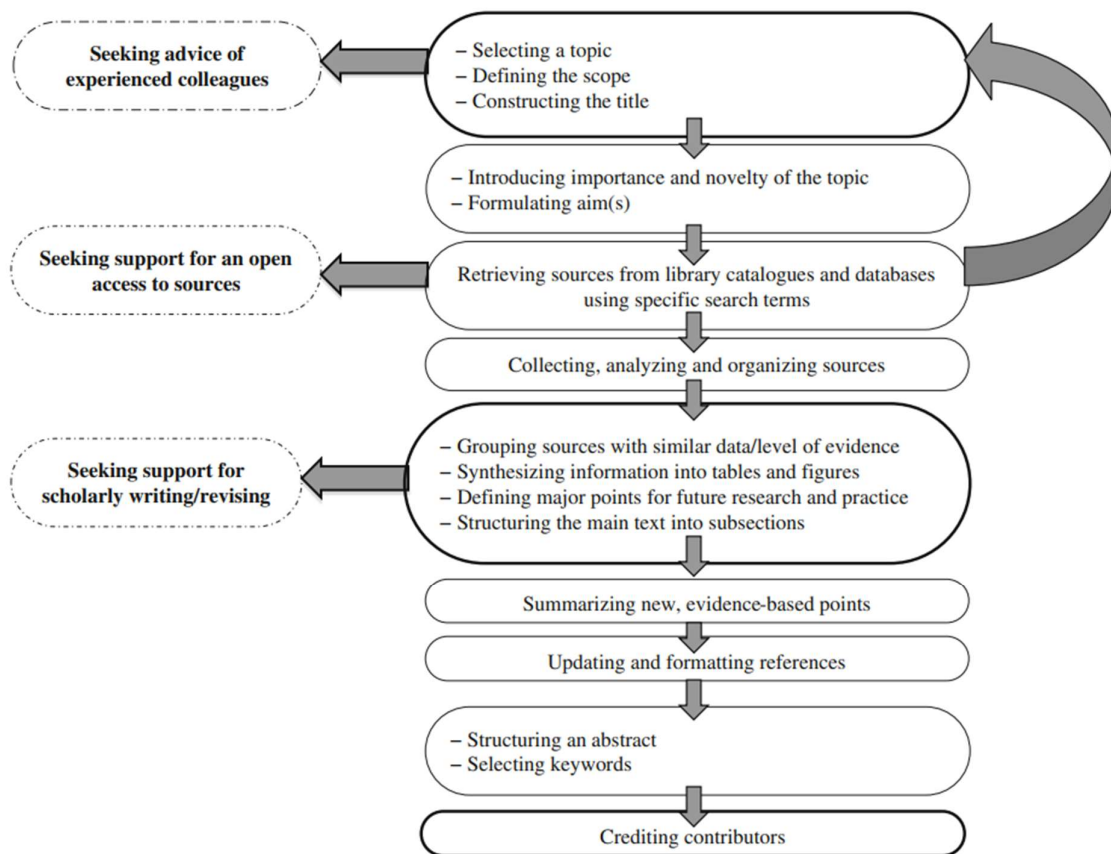 Seeking advice of
experienced colleagues
– Selecting a topic
– Defining the scope
– Constructing the title
– Introducing importance and novelty of the topic
– Formulating aim(s)
Seeking support for an open
access to sources
Retrieving sources from library catalogues and databases
using specific search terms
Collecting, analyzing and organizing sources
Seeking support for
scholarly writing/revising
– Grouping sources with similar data/level of evidence
– Synthesizing information into tables and figures
– Defining major points for future research and practice
– Structuring the main text into subsections
Summarizing new, evidence-based points
Updating and formatting references
– Structuring an abstract
– Selecting keywords
Crediting contributors